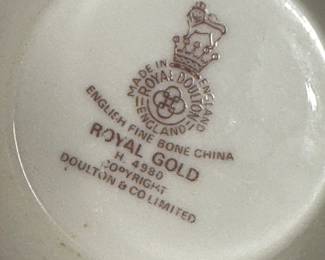 MADE IN ENGLAND
ROYAL DOULTON
ENGLAND
ENGLISH FINE BONE CHINA
ROYAL GOLD
H. 4980
COPYRIGHT
DOULTON & CO LIMITED